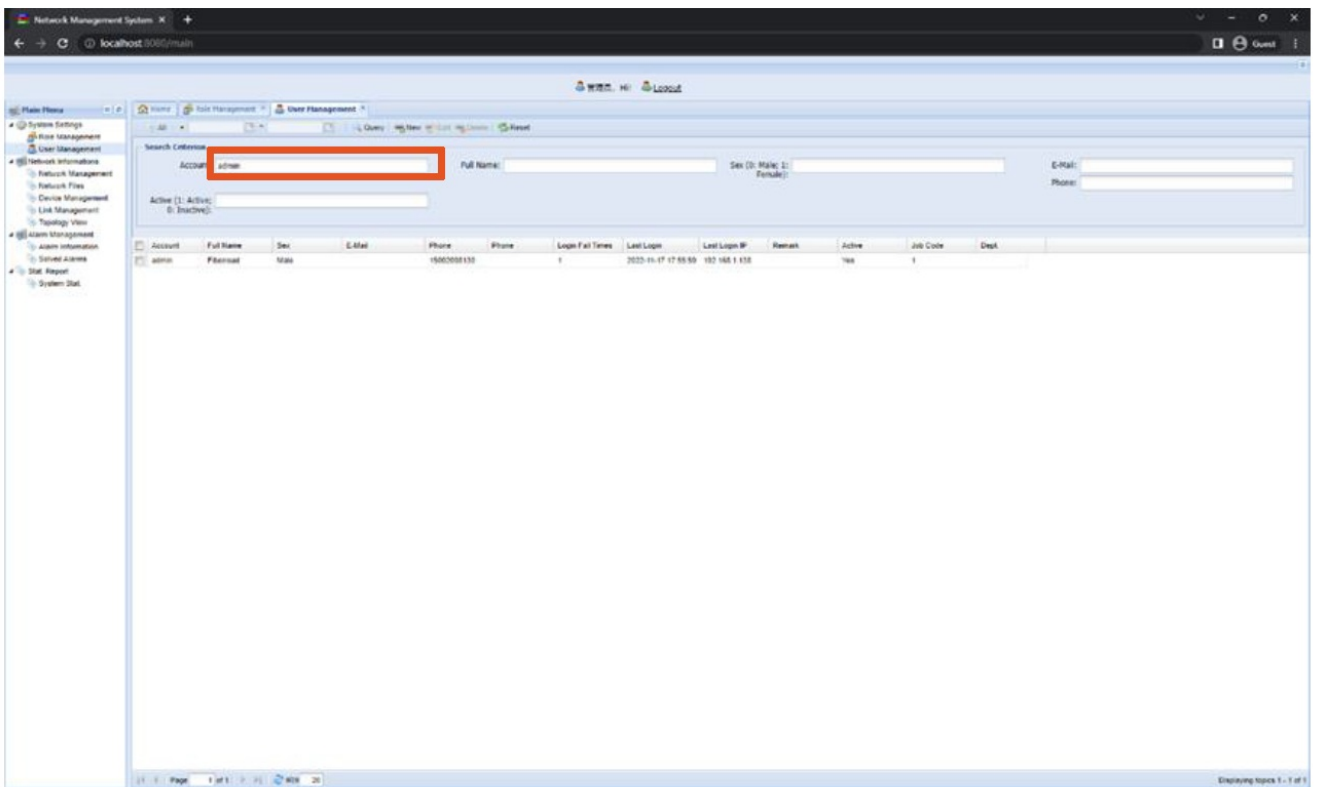 Network Management System
localhost:8080/main
Guest
管理员, Hi! Logout
Main Menu
System Settings
Role Management
User Management
Network Informations
Network Management
Network Files
Device Management
Link Management
Topology View
Alarm Management
Alarm Information
Solved Alarms
Stat. Report
System Stat.
Home Role Management User Management
All Query New Edit Delete Reset
Search Criterion
Account: admin Full Name: Sex (0: Male; 1: Female): E-Mail:
Phone:
Active (1: Active; 0: Inactive):
Account Full Name Sex E-Mail Phone Phone Login Fail Times Last Login Last Login IP Remark Active Job Code Dept.
admin Fiberroad Male 1 Yes 1
Page 1 of 1 20
Displaying topics 1 - 1 of 1